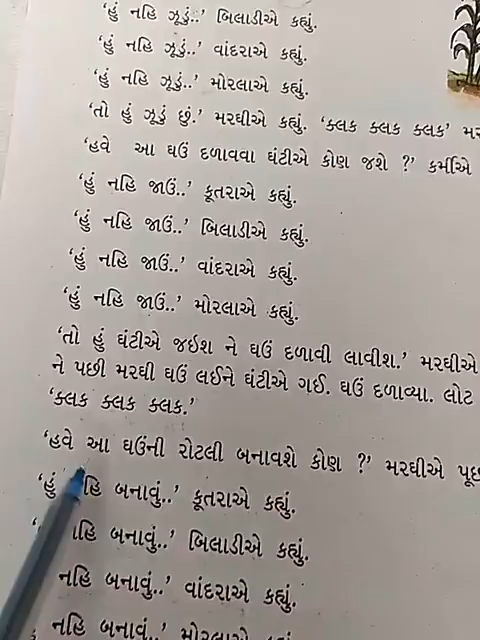 ‘હું નહિ ઝૂડું..’ બિલાડીએ કહ્યું.
‘હું નહિ ઝૂડું..’ વાંદરાએ કહ્યું.
‘હું નહિ ઝૂડું..’ મોરલાએ કહ્યું.
‘તો હું ઝૂડું છું.’ મરઘીએ કહ્યું. ‘ક્લક ક્લક ક્લક’
‘હવે આ ઘઉં દળાવવા ઘંટીએ કોણ જશે ?’
‘હું નહિ જાઉં..’ કૂતરાએ કહ્યું.
‘હું નહિ જાઉં..’ બિલાડીએ કહ્યું.
‘હું નહિ જાઉં..’ વાંદરાએ કહ્યું.
‘હું નહિ જાઉં..’ મોરલાએ કહ્યું.
‘તો હું ઘંટીએ જઇશ ને ઘઉં દળાવી લાવીશ.’ મરઘીએ
ને પછી મરઘી ઘઉં લઈને ઘંટીએ ગઈ. ઘઉં દળાવ્યા. લોટ
‘ક્લક ક્લક ક્લક.’
‘હવે આ ઘઉંની રોટલી બનાવશે કોણ ?’ મરઘીએ
‘હું બનાવું..’ કૂતરાએ કહ્યું.
બનાવું..’ બિલાડીએ કહ્યું.
નહિ બનાવું..’ વાંદરાએ કહ્યું.
નહિ બનાવું..’ મોરલાએ